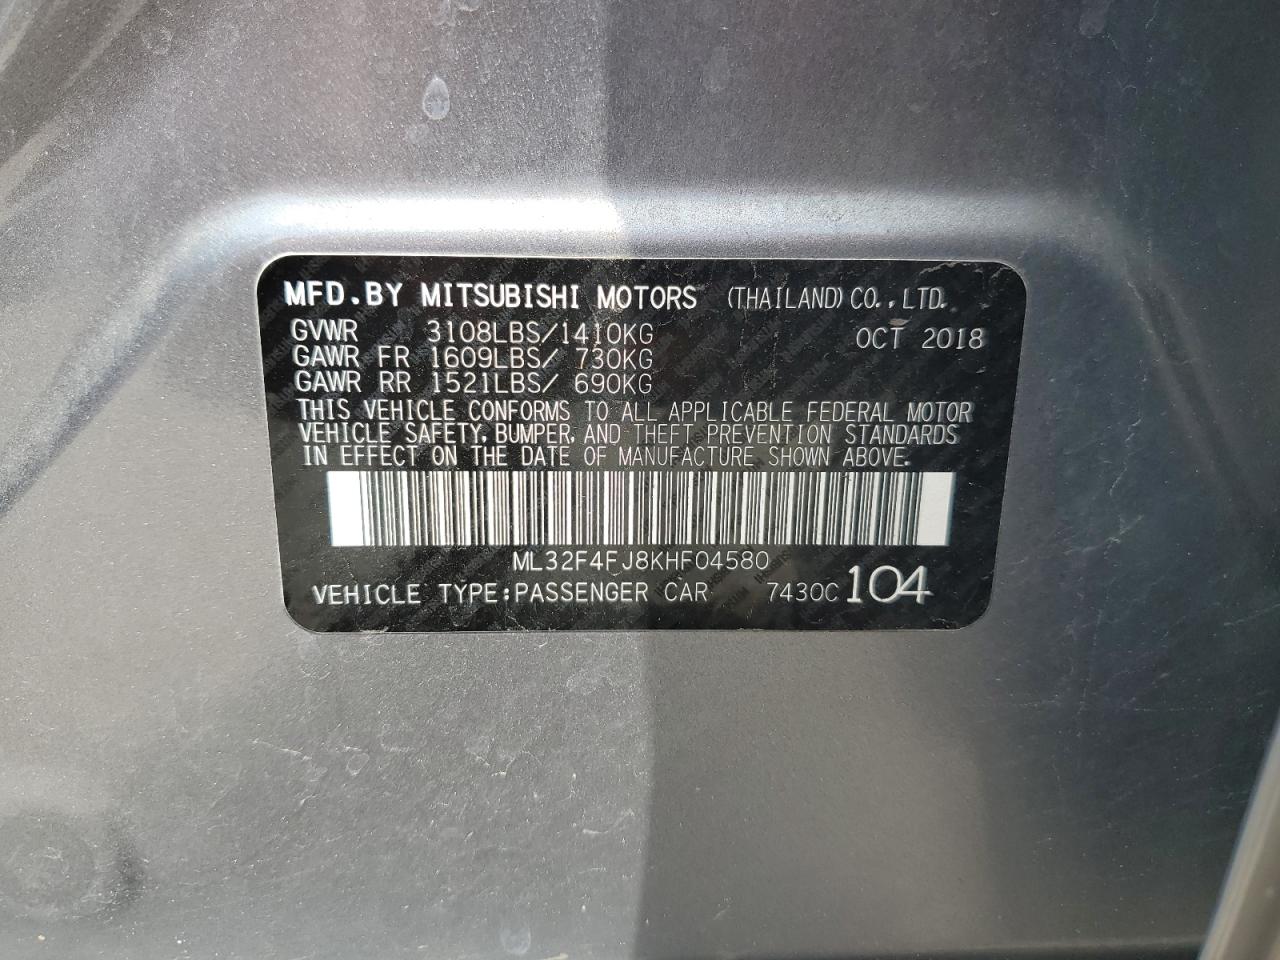 MFD.BY MITSUBISHI MOTORS (THAILAND) CO., LTD.
GVWR 3108LBS/1410KG OCT 2018
GAWR FR 1609LBS/ 730KG
GAWR RR 1521LBS/ 690KG
THIS VEHICLE CONFORMS TO ALL APPLICABLE FEDERAL MOTOR
VEHICLE SAFETY, BUMPER, AND THEFT PREVENTION STANDARDS
IN EFFECT ON THE DATE OF MANUFACTURE SHOWN ABOVE.
ML32F4FJ8KHF04580
VEHICLE TYPE:PASSENGER CAR 7430C 104